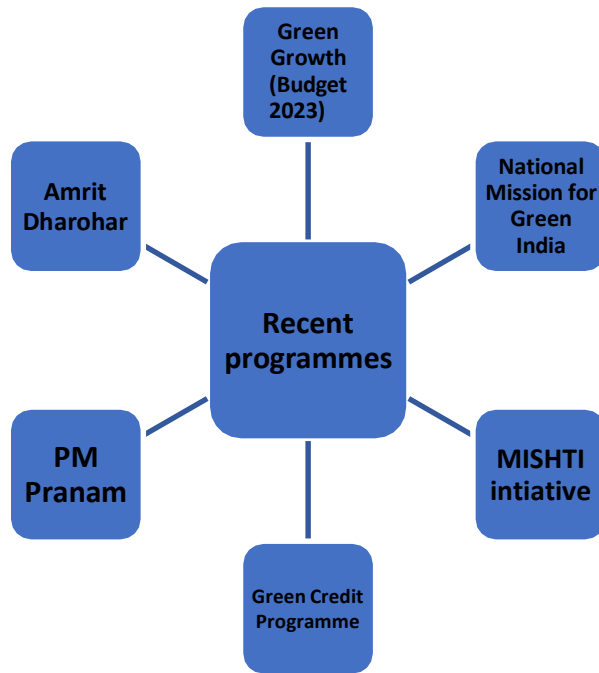 Green
Growth
(Budget
2023)
National
Mission for
Green
India
MISHTI
intiative
Green Credit
Programme
PM
Pranam
Amrit
Dharohar
Recent
programmes